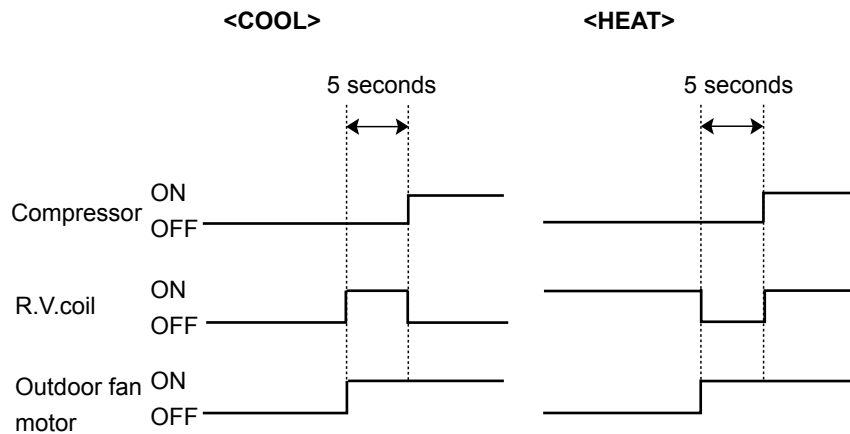 <COOL>
<HEAT>
5 seconds
5 seconds
Compressor
ON
OFF
R.V.coil
ON
OFF
Outdoor fan
motor
ON
OFF